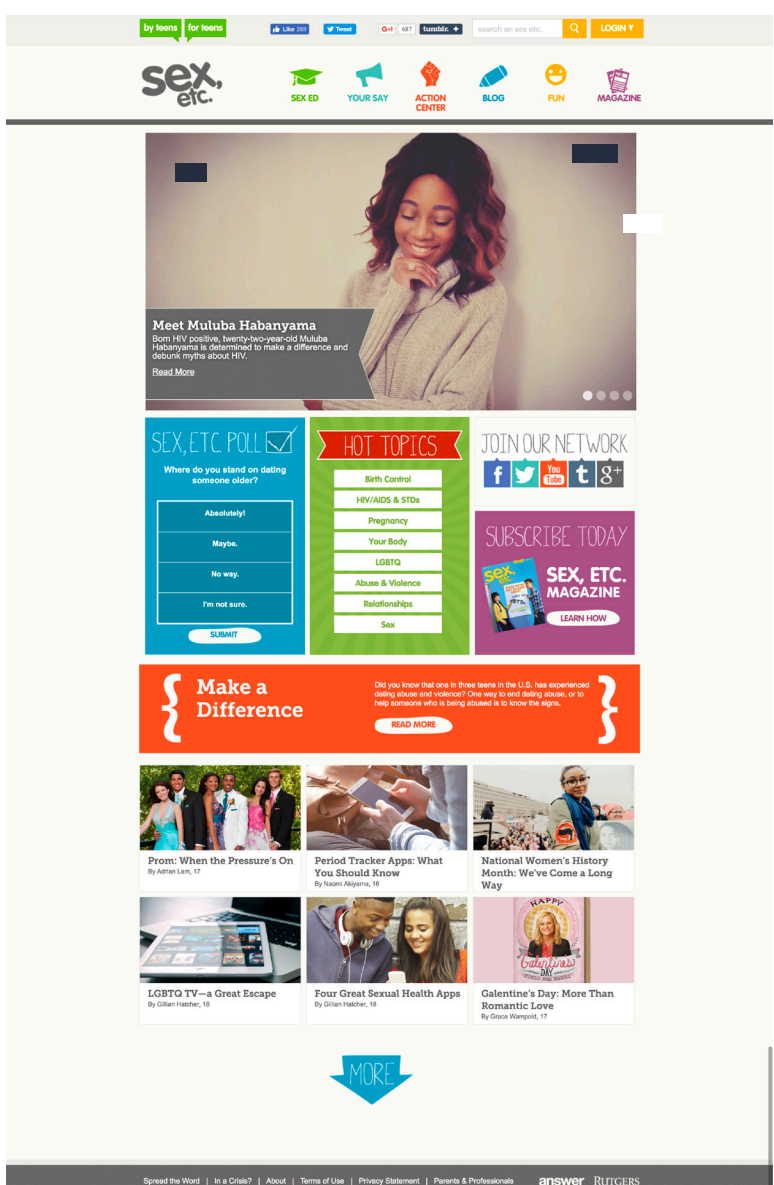 by teens for teens
Like 269
Tweet
G+1 687
tumblr. +
search on sex etc.
LOGIN
sex, etc.
SEX ED
YOUR SAY
ACTION
CENTER
BLOG
FUN
MAGAZINE
Meet Muluba Habanyama
Born HIV positive, twenty-two-year-old Muluba
Habanyama is determined to make a difference and
debunk myths about HIV.
Read More
SEX, ETC. POLL
Where do you stand on dating
someone older?
Absolutely!
Maybe.
No way.
I'm not sure.
SUBMIT
HOT TOPICS
Birth Control
HIV/AIDS & STDs
Pregnancy
Your Body
LGBTQ
Abuse & Violence
Relationships
Sex
JOIN OUR NETWORK
f You Tube t g+
SUBSCRIBE TODAY
sex, etc.
SEX, ETC.
MAGAZINE
LEARN HOW
Make a
Difference
Did you know that one in three teens in the U.S. has experienced
dating abuse and violence? One way to end dating abuse, or to
help someone who is being abused is to know the signs.
READ MORE
Prom: When the Pressure's On
By Adrian Lam, 17
Period Tracker Apps: What
You Should Know
By Naomi Akiyama, 16
National Women's History
Month: We've Come a Long
Way
LGBTQ TV—a Great Escape
By Gillian Hatcher, 18
Four Great Sexual Health Apps
By Gillian Hatcher, 18
HAPPY
Galentine's
DAY
Galentine's Day: More Than
Romantic Love
By Grace Wampold, 17
MORE
Spread the Word | In a Crisis? | About | Terms of Use | Privacy Statement | Parents & Professionals
answer RUTGERS